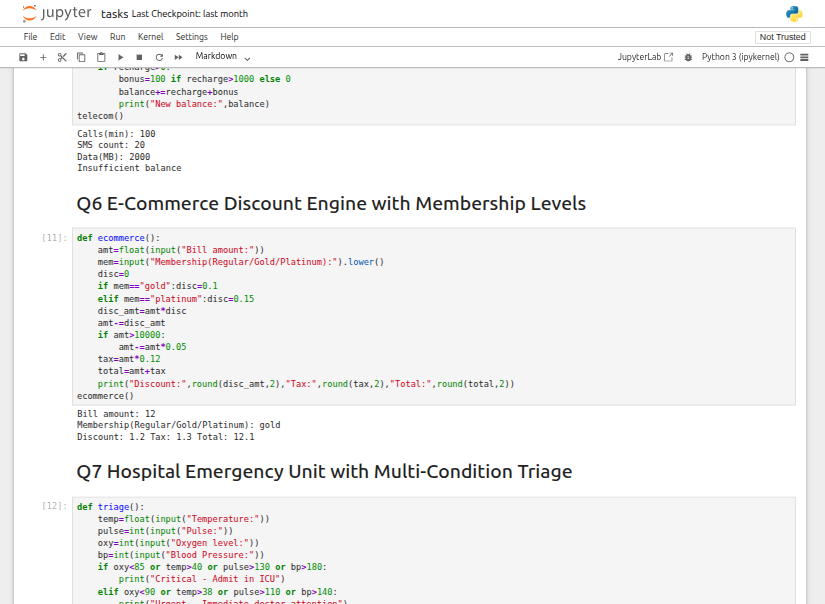 jupyter tasks Last Checkpoint: last month
File Edit View Run Kernel Settings Help Not Trusted
Markdown JupyterLab Python 3 (ipykernel)
bonus=100 if recharge>1000 else 0
balance+=recharge+bonus
print("New balance:",balance)
telecom()
Calls(min): 100
SMS count: 20
Data(MB): 2000
Insufficient balance
Q6 E-Commerce Discount Engine with Membership Levels
[11]: def ecommerce():
amt=float(input("Bill amount:"))
mem=input("Membership(Regular/Gold/Platinum):").lower()
disc=0
if mem=="gold":disc=0.1
elif mem=="platinum":disc=0.15
disc_amt=amt*disc
amt-=disc_amt
if amt>10000:
amt-=amt*0.05
tax=amt*0.12
total=amt+tax
print("Discount:",round(disc_amt,2),"Tax:",round(tax,2),"Total:",round(total,2))
ecommerce()
Bill amount: 12
Membership(Regular/Gold/Platinum): gold
Discount: 1.2 Tax: 1.3 Total: 12.1
Q7 Hospital Emergency Unit with Multi-Condition Triage
[12]: def triage():
temp=float(input("Temperature:"))
pulse=int(input("Pulse:"))
oxy=int(input("Oxygen level:"))
bp=int(input("Blood Pressure:"))
if oxy<85 or temp>40 or pulse>130 or bp>180:
print("Critical - Admit in ICU")
elif oxy<90 or temp>38 or pulse>110 or bp>140:
print("Urgent - Immediate doctor attention")